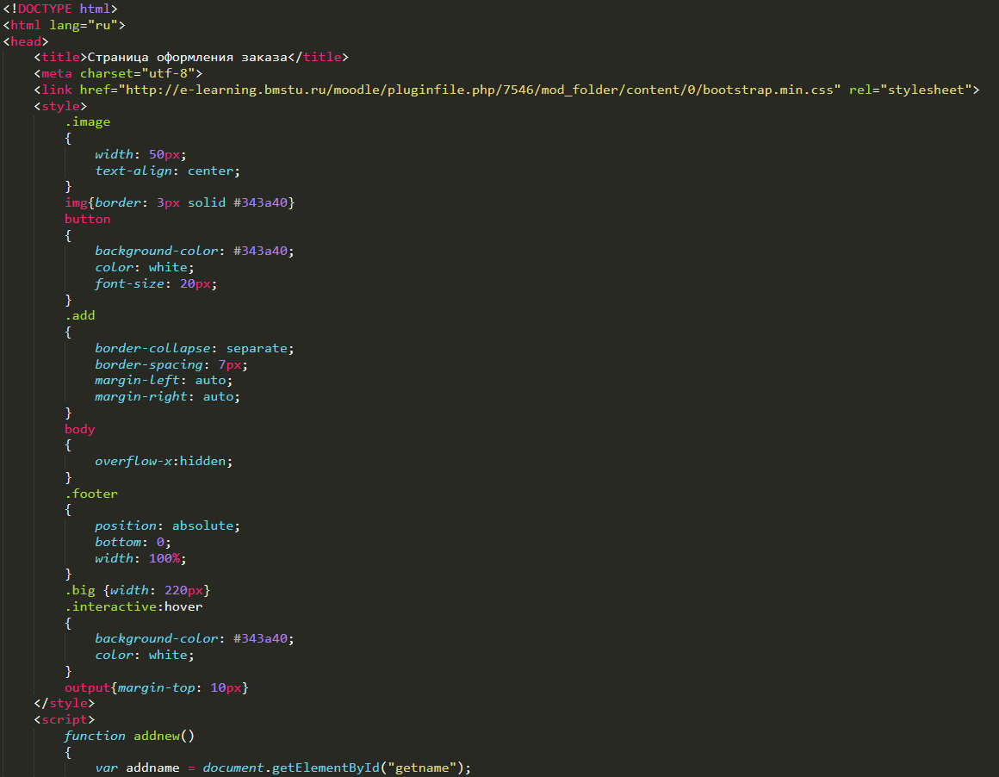 <!DOCTYPE html>
<html lang="ru">
<head>
    <title>Страница оформления заказа</title>
    <meta charset="utf-8">
    <link href="http://e-learning.bmstu.ru/moodle/pluginfile.php/7546/mod_folder/content/0/bootstrap.min.css" rel="stylesheet">
    <style>
        .image
        {
            width: 50px;
            text-align: center;
        }
        img{border: 3px solid #343a40}
        button
        {
            background-color: #343a40;
            color: white;
            font-size: 20px;
        }
        .add
        {
            border-collapse: separate;
            border-spacing: 7px;
            margin-left: auto;
            margin-right: auto;
        }
        body
        {
            overflow-x:hidden;
        }
        .footer
        {
            position: absolute;
            bottom: 0;
            width: 100%;
        }
        .big {width: 220px}
        .interactive:hover
        {
            background-color: #343a40;
            color: white;
        }
        output{margin-top: 10px}
    </style>
    <script>
        function addnew()
        {
            var addname = document.getElementById("getname");